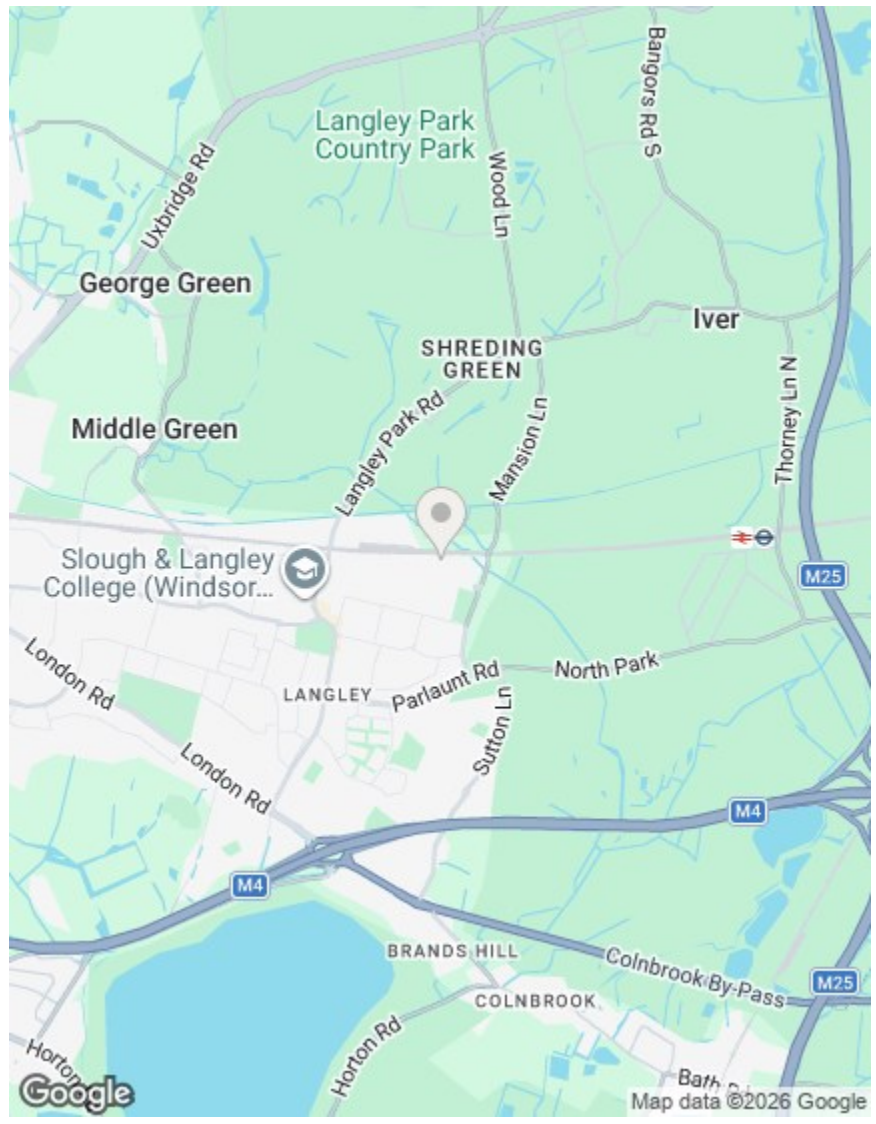 Bangors Rd S
Langley Park
Country Park
Uxbridge Rd
Wood Ln
George Green
Iver
SHREDING
GREEN
Thorney Ln N
Langley Park Rd
Mansion Ln
Middle Green
Slough & Langley
College (Windsor...
M25
London Rd
North Park
LANGLEY
Parlaunt Rd
Sutton Ln
London Rd
M4
M4
BRANDS HILL
Colnbrook By-Pass
M25
COLNBROOK
Horton Rd
Horton
Bath
Google
Map data ©2026 Google